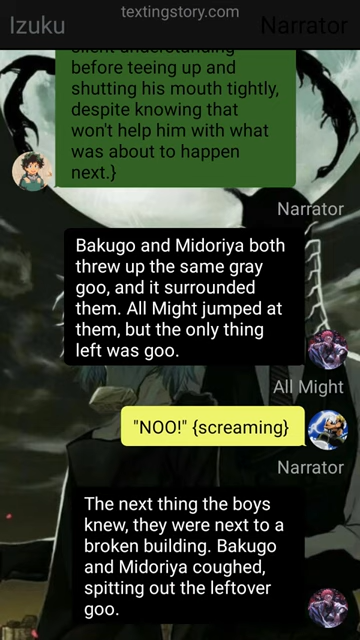 textingstory.com
Izuku
Narrator
silent understanding
before teeing up and
shutting his mouth tightly,
despite knowing that
won't help him with what
was about to happen
next.}
Narrator
Bakugo and Midoriya both
threw up the same gray
goo, and it surrounded
them. All Might jumped at
them, but the only thing
left was goo.
All Might
"NOO!" {screaming}
Narrator
The next thing the boys
knew, they were next to a
broken building. Bakugo
and Midoriya coughed,
spitting out the leftover
goo.